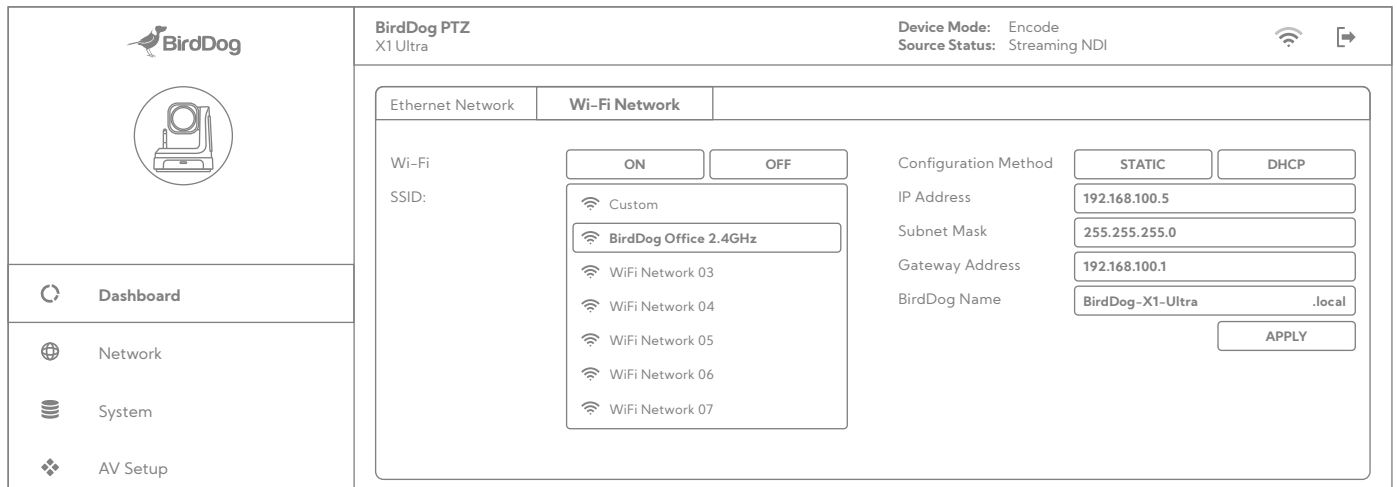 BirdDog
Dashboard
Network
System
AV Setup
BirdDog PTZ
X1 Ultra
Device Mode: Encode
Source Status: Streaming NDI
Ethernet Network
Wi-Fi Network
Wi-Fi
ON
OFF
SSID:
Custom
BirdDog Office 2.4GHz
WiFi Network 03
WiFi Network 04
WiFi Network 05
WiFi Network 06
WiFi Network 07
Configuration Method
STATIC
DHCP
IP Address
192.168.100.5
Subnet Mask
255.255.255.0
Gateway Address
192.168.100.1
BirdDog Name
BirdDog-X1-Ultra .local
APPLY